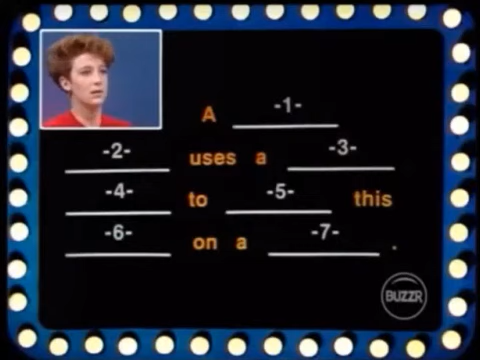 A -1-
-2- uses a -3-
-4- to -5- this
-6- on a -7- .
BUZZR